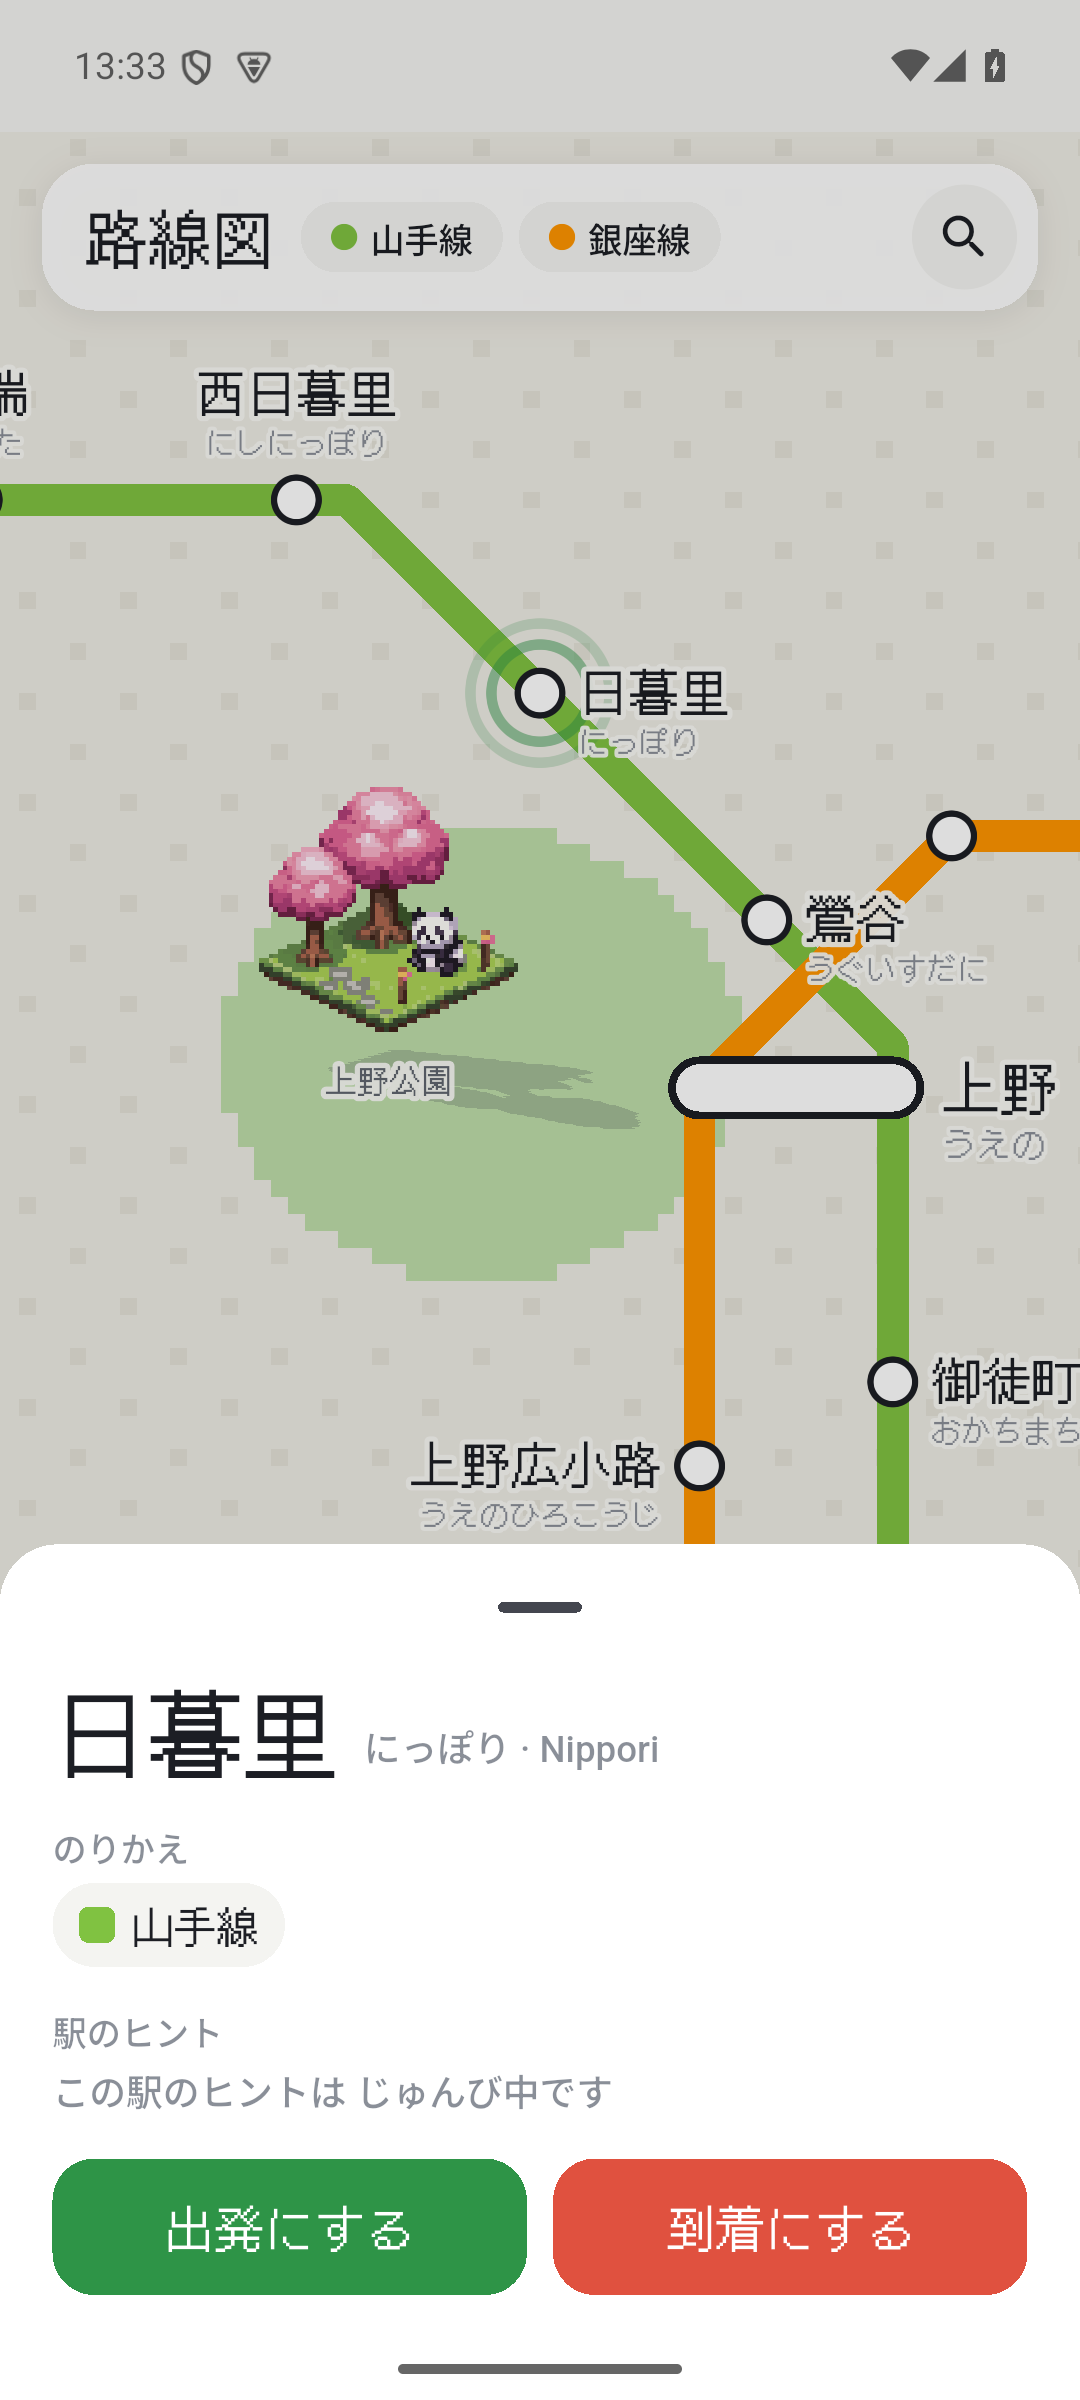 13:33
路線図 山手線 銀座線
端 西日暮里
た にしにっぽり
日暮里
にっぽり
鶯谷
うぐいすだに
上野公園
上野
うえの
御徒町
おかちまち
上野広小路
うえのひろこうじ
日暮里 にっぽり · Nippori
のりかえ
山手線
駅のヒント
この駅のヒントは じゅんび中です
出発にする 到着にする